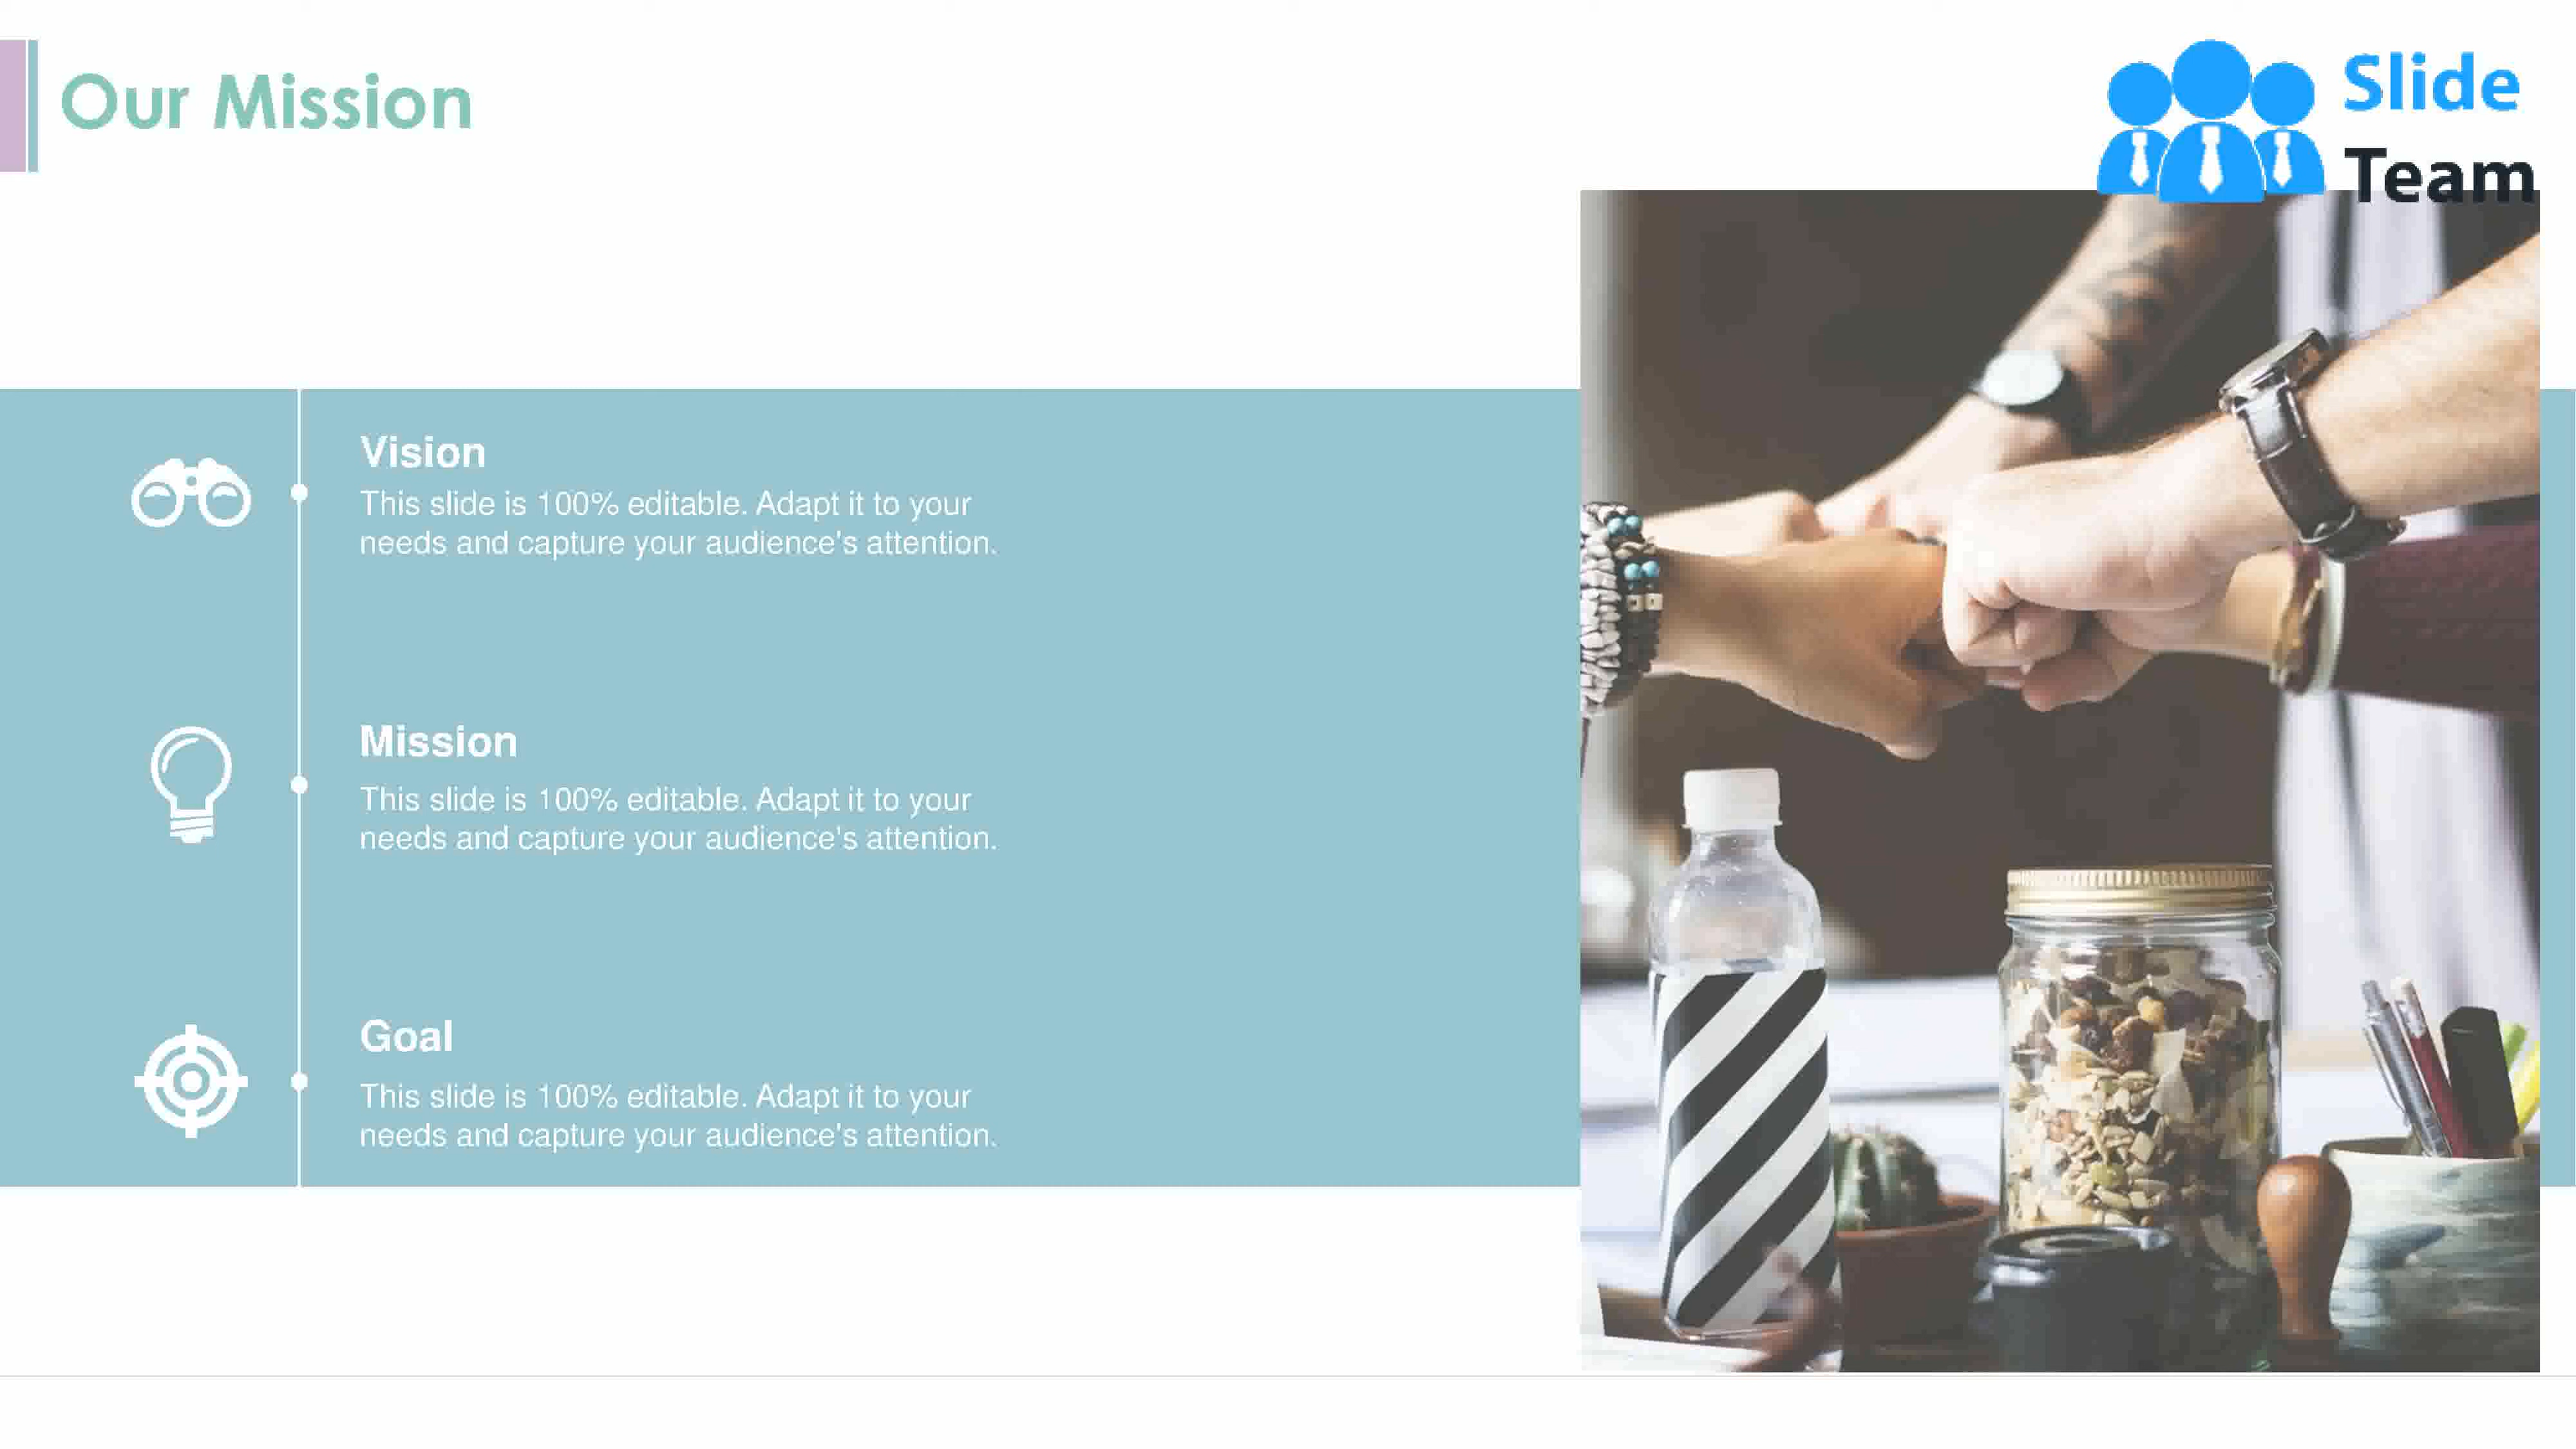 Our Mission
Slide
Team
Vision
This slide is 100% editable. Adapt it to your
needs and capture your audience's attention.
Mission
This slide is 100% editable. Adapt it to your
needs and capture your audience's attention.
Goal
This slide is 100% editable. Adapt it to your
needs and capture your audience's attention.